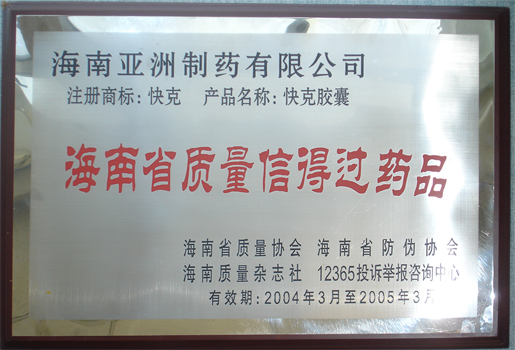 海南亚洲制药有限公司
注册商标: 快克 产品名称: 快克胶囊
海南省质量信得过药品
海南省质量协会 海南省防伪协会
海南质量杂志社 12365投诉举报咨询中心
有效期: 2004年3月至2005年3月